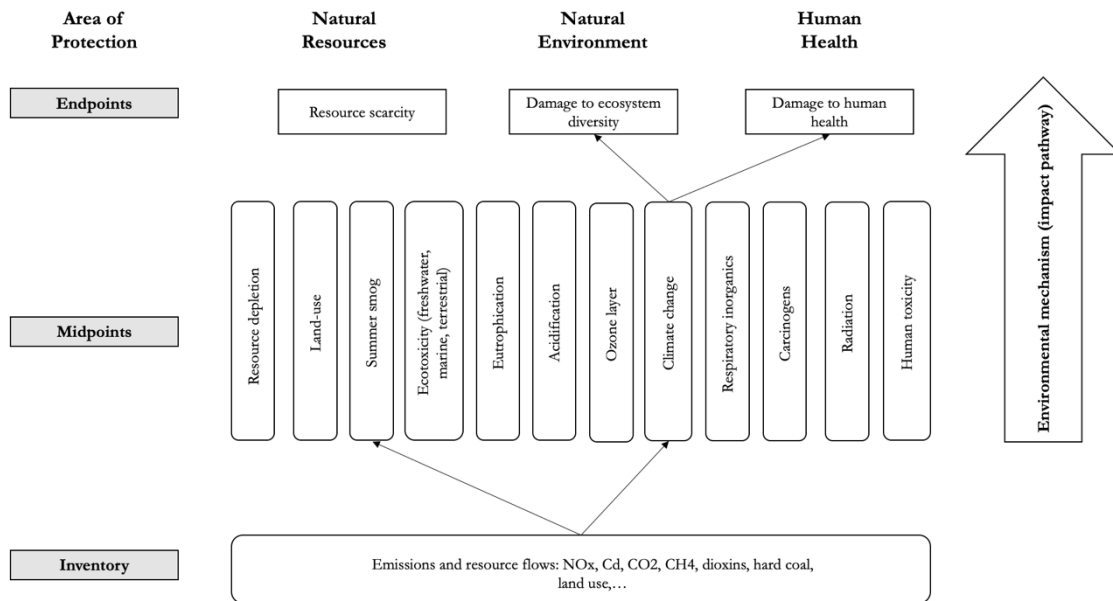 Area of
Protection
Natural
Resources
Natural
Environment
Human
Health
Endpoints
Resource scarcity
Damage to ecosystem
diversity
Damage to human
health
Midpoints
Resource depletion
Land-use
Summer smog
Ecotoxicity (freshwater,
marine, terrestrial)
Eutrophication
Acidification
Ozone layer
Climate change
Respiratory inorganics
Carcinogens
Radiation
Human toxicity
Environmental mechanism (impact pathway)
Inventory
Emissions and resource flows: NOx, Cd, CO2, CH4, dioxins, hard coal,
land use,…